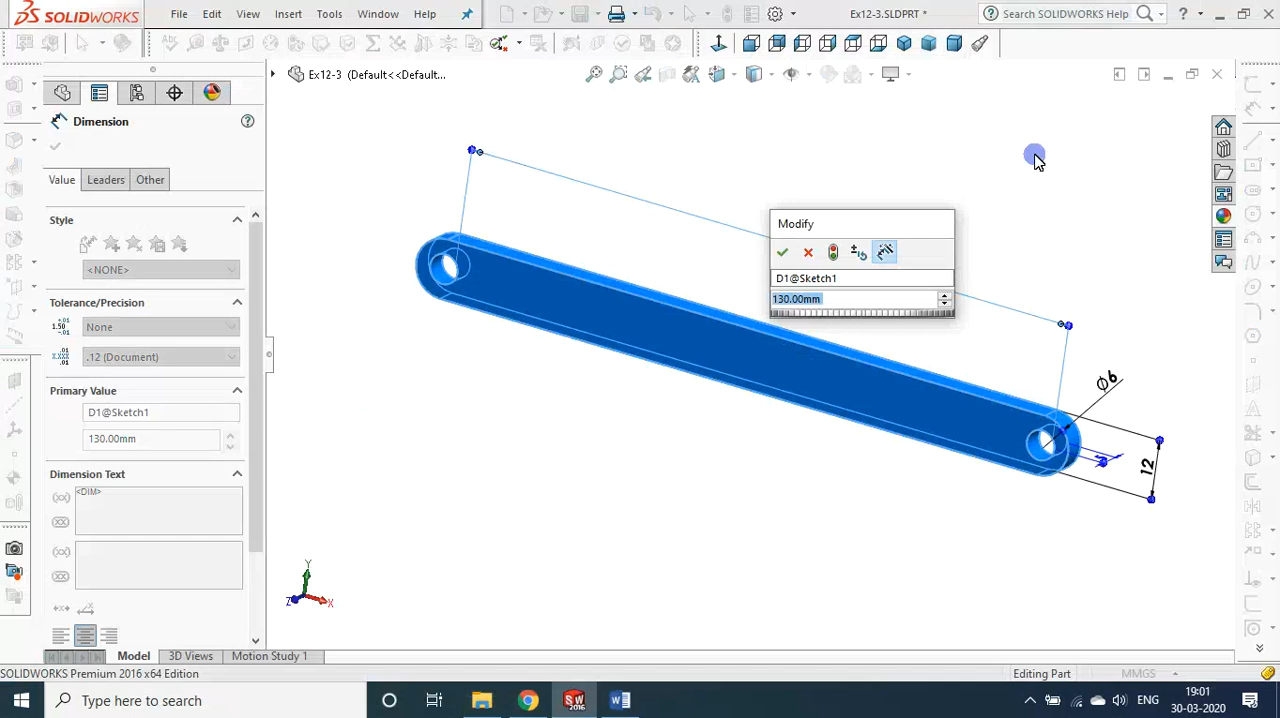 SOLIDWORKS
File
Edit
View
Insert
Tools
Window
Help
Ex12-3.SLDPRT *
Search SOLIDWORKS Help
?
Ex12-3 (Default<<Default...
Dimension
Value
Leaders
Other
Style
<NONE>
Tolerance/Precision
None
.12 (Document)
Primary Value
D1@Sketch1
130.00mm
Dimension Text
<DIM>
Modify
D1@Sketch1
130.00mm
Ø6
12
Y
Z
X
Model
3D Views
Motion Study 1
SOLIDWORKS Premium 2016 x64 Edition
Editing Part
MMGS
Type here to search
ENG
19:01
30-03-2020